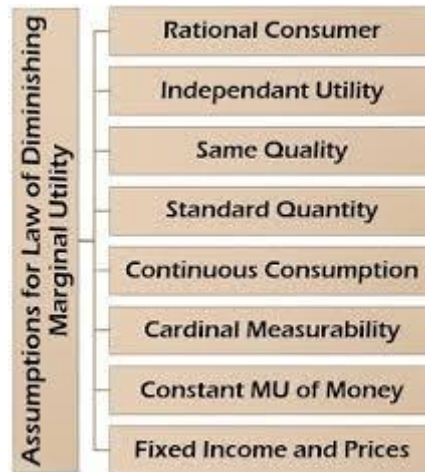 Assumptions for Law of Diminishing
Marginal Utility
Rational Consumer
Independant Utility
Same Quality
Standard Quantity
Continuous Consumption
Cardinal Measurability
Constant MU of Money
Fixed Income and Prices